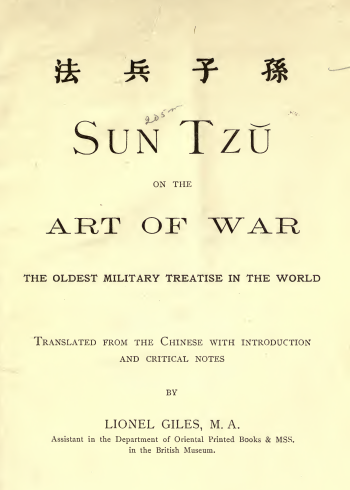 法 兵 子 孫
SUN TZŬ
ON THE
ART OF WAR
THE OLDEST MILITARY TREATISE IN THE WORLD
TRANSLATED FROM THE CHINESE WITH INTRODUCTION
AND CRITICAL NOTES
BY
LIONEL GILES, M. A.
Assistant in the Department of Oriental Printed Books & MSS.
in the British Museum.